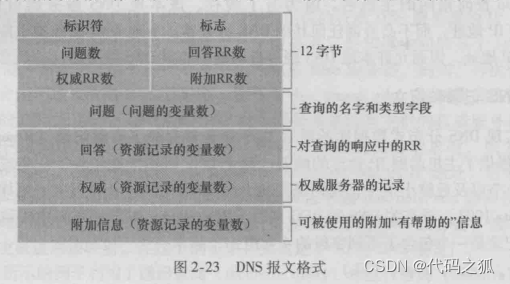 标识符 标志
问题数 回答RR数
12 字节
权威RR数 附加RR数
问题（问题的变量数） 查询的名字和类型字段
回答（资源记录的变量数） 对查询的响应中的RR
权威（资源记录的变量数） 权威服务器的记录
附加信息（资源记录的变量数） 可被使用的附加“有帮助的”信息
图 2-23 DNS 报文格式
CSDN @代码之狐